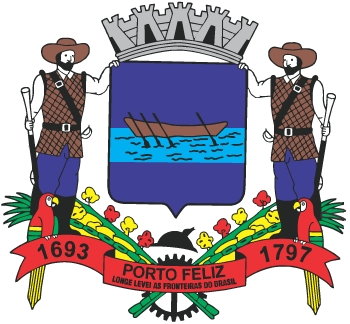 1693
1797
PORTO FELIZ
LONGE LEVEI AS FRONTEIRAS DO BRASIL